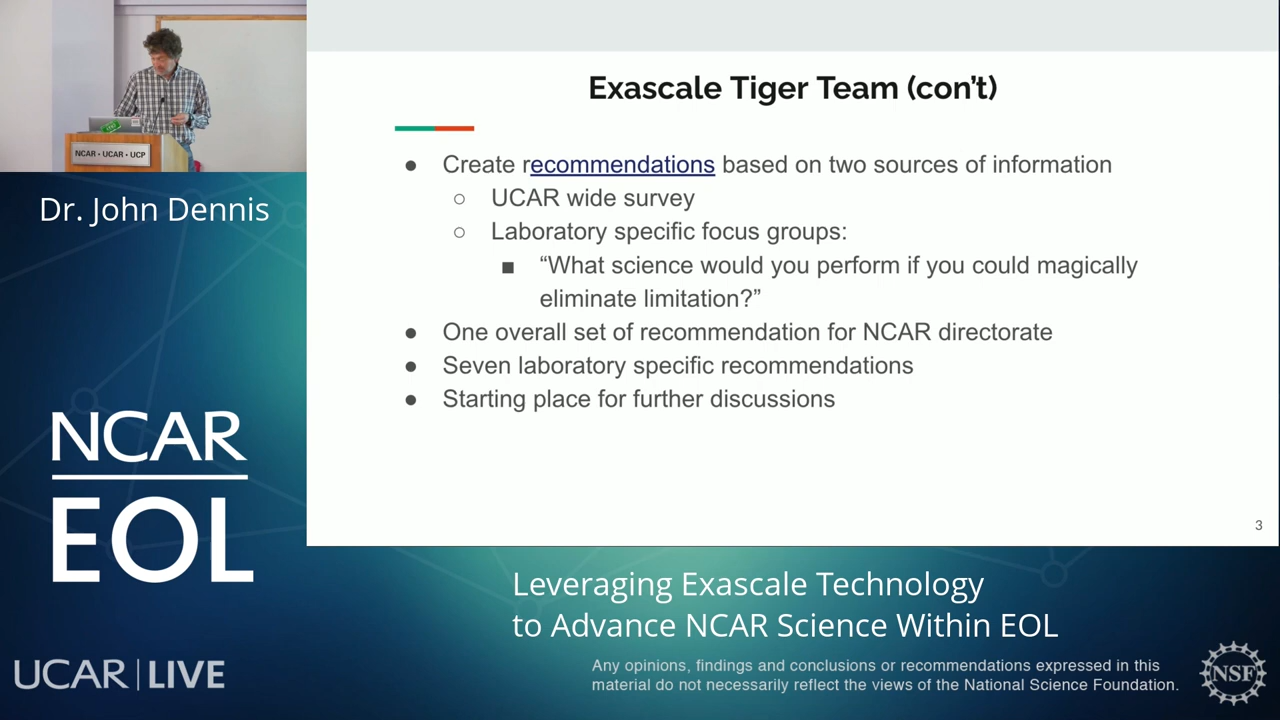 NCAR • UCAR • UCP
Dr. John Dennis
NCAR
EOL
UCAR | LIVE
Exascale Tiger Team (con’t)
● Create recommendations based on two sources of information
○ UCAR wide survey
○ Laboratory specific focus groups:
■ “What science would you perform if you could magically
eliminate limitation?”
● One overall set of recommendation for NCAR directorate
● Seven laboratory specific recommendations
● Starting place for further discussions
3
Leveraging Exascale Technology
to Advance NCAR Science Within EOL
Any opinions, findings and conclusions or recommendations expressed in this
material do not necessarily reflect the views of the National Science Foundation.
NSF